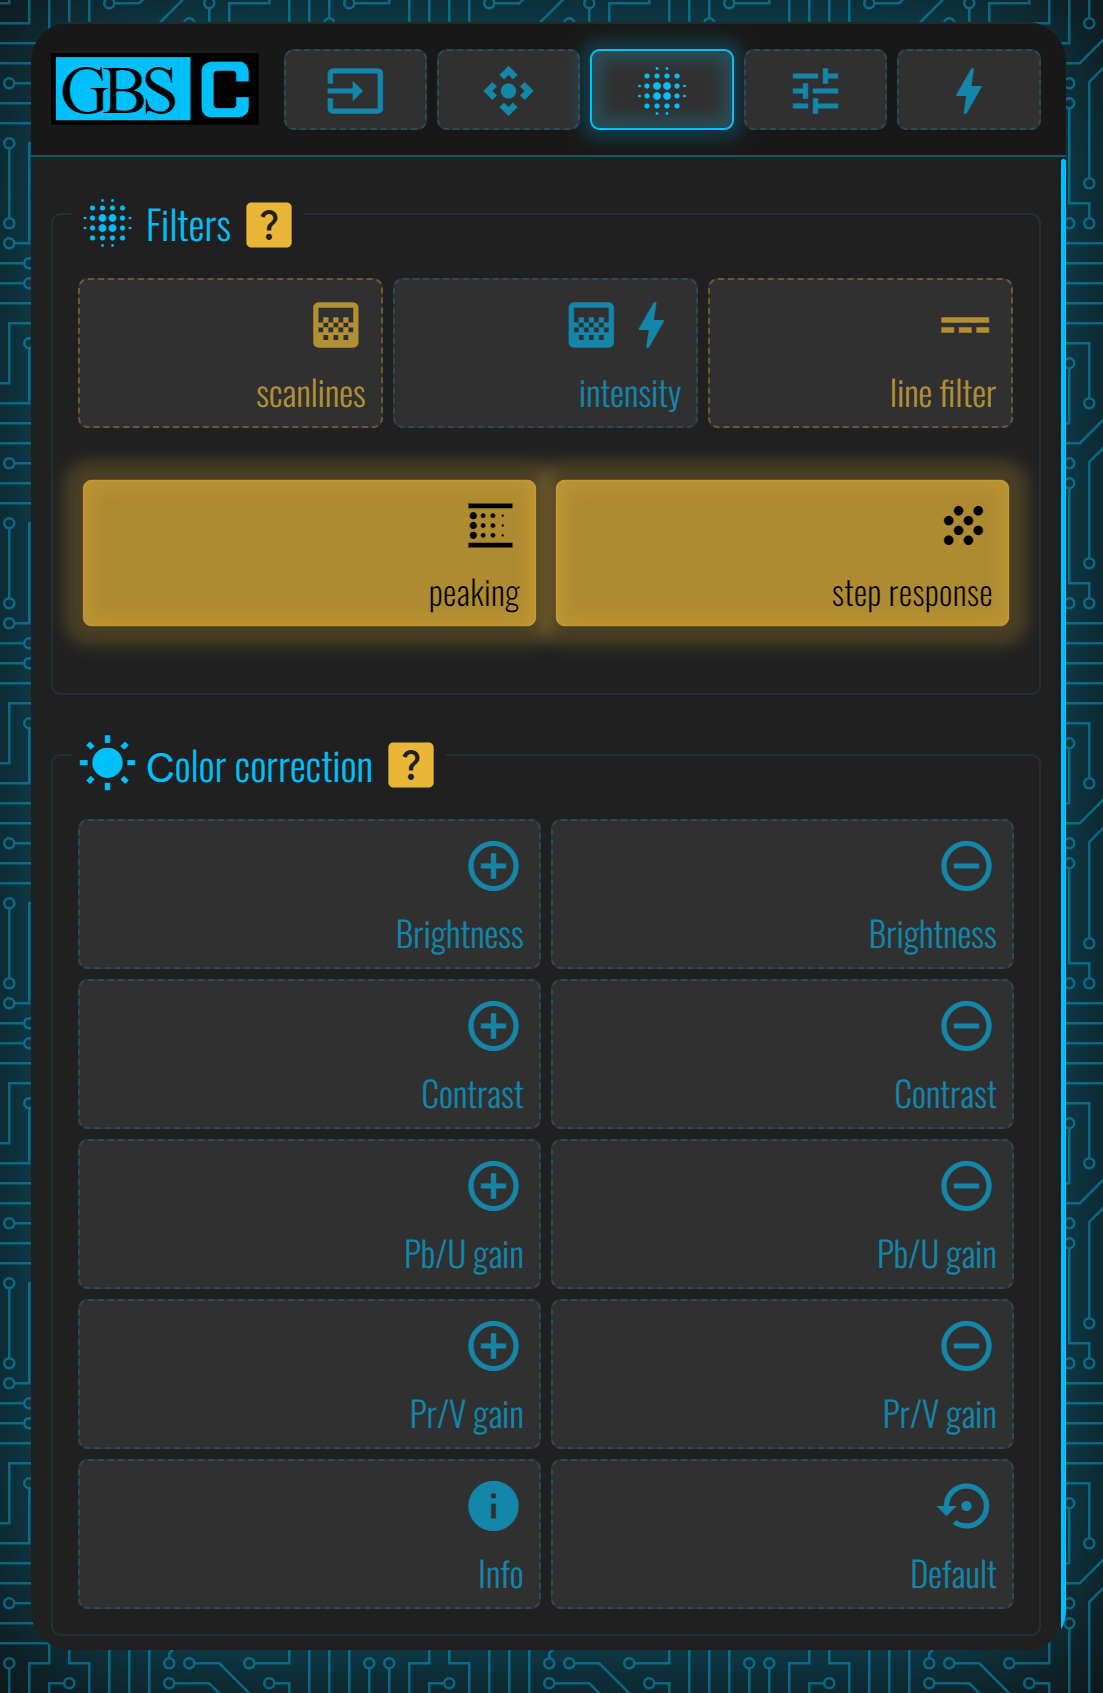 GBS C
Filters ?
scanlines
intensity
line filter
peaking
step response
Color correction ?
Brightness
Brightness
Contrast
Contrast
Pb/U gain
Pb/U gain
Pr/V gain
Pr/V gain
Info
Default